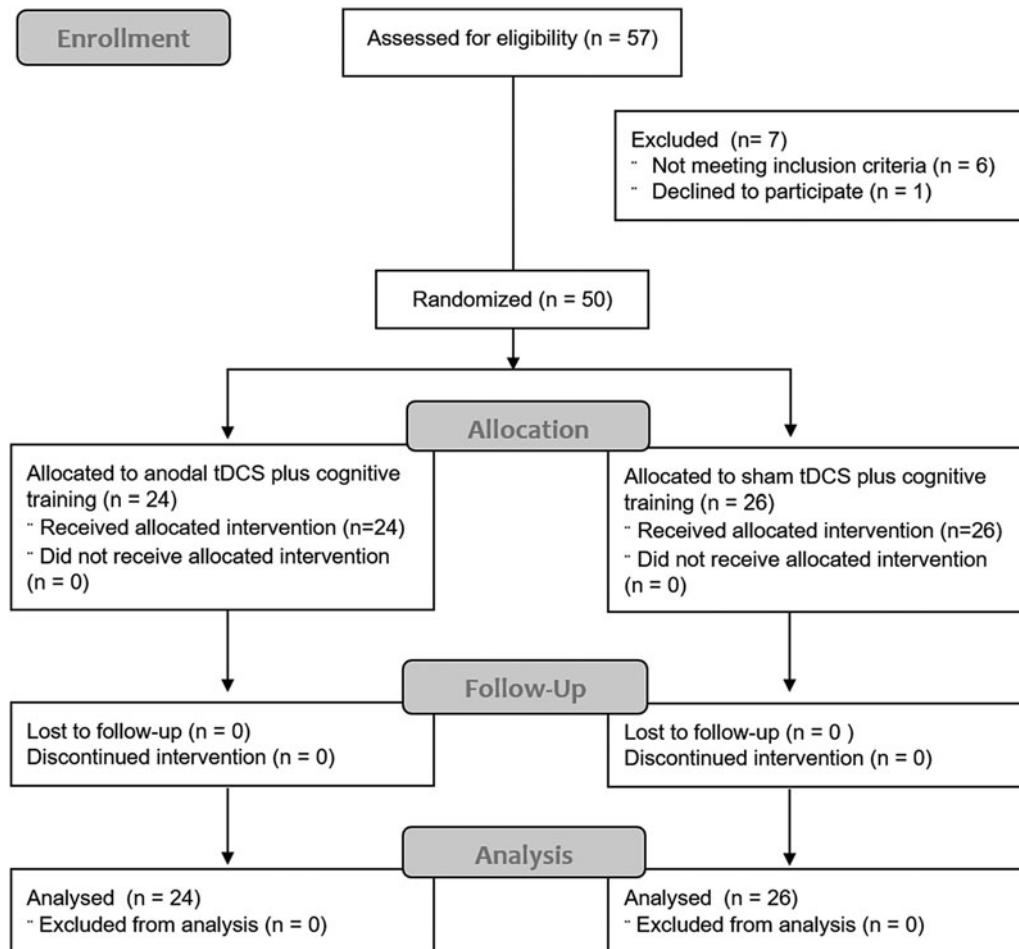 Enrollment
Assessed for eligibility (n = 57)
Excluded (n= 7)
¨ Not meeting inclusion criteria (n = 6)
¨ Declined to participate (n = 1)
Randomized (n = 50)
Allocation
Allocated to anodal tDCS plus cognitive
training (n = 24)
¨ Received allocated intervention (n=24)
¨ Did not receive allocated intervention
(n = 0)
Allocated to sham tDCS plus cognitive
training (n = 26)
¨ Received allocated intervention (n=26)
¨ Did not receive allocated intervention
(n = 0)
Follow-Up
Lost to follow-up (n = 0)
Discontinued intervention (n = 0)
Lost to follow-up (n = 0 )
Discontinued intervention (n = 0)
Analysis
Analysed (n = 24)
¨ Excluded from analysis (n = 0)
Analysed (n = 26)
¨ Excluded from analysis (n = 0)